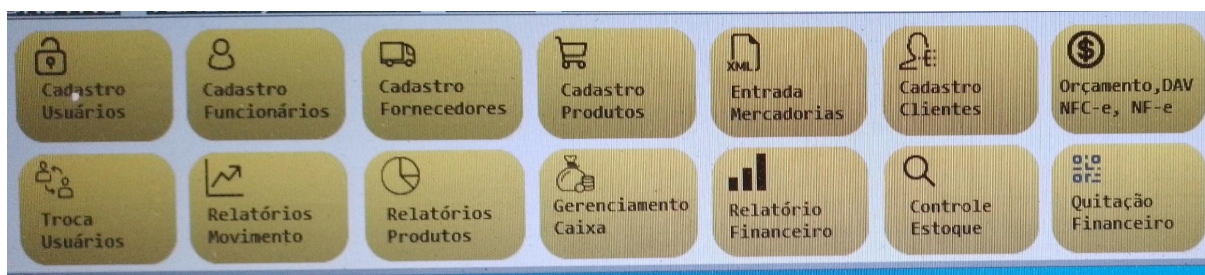 Cadastro
Usuários
Cadastro
Funcionários
Cadastro
Fornecedores
Cadastro
Produtos
XML
Entrada
Mercadorias
Cadastro
Clientes
Orçamento,DAV
NFC-e, NF-e
Troca
Usuários
Relatórios
Movimento
Relatórios
Produtos
Gerenciamento
Caixa
Relatório
Financeiro
Controle
Estoque
Quitação
Financeiro